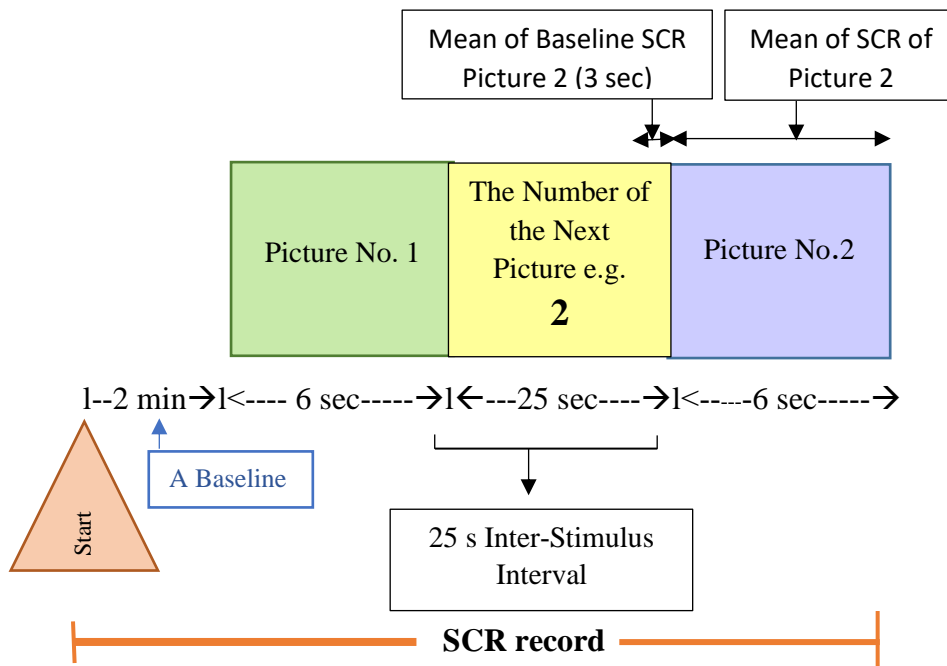 Mean of Baseline SCR
Picture 2 (3 sec)
Mean of SCR of
Picture 2
Picture No. 1
The Number of
the Next
Picture e.g.
2
Picture No.2
l--2 min→l<---- 6 sec-----→l←---25 sec----→l<-----6 sec-----→
A Baseline
Start
25 s Inter-Stimulus
Interval
SCR record